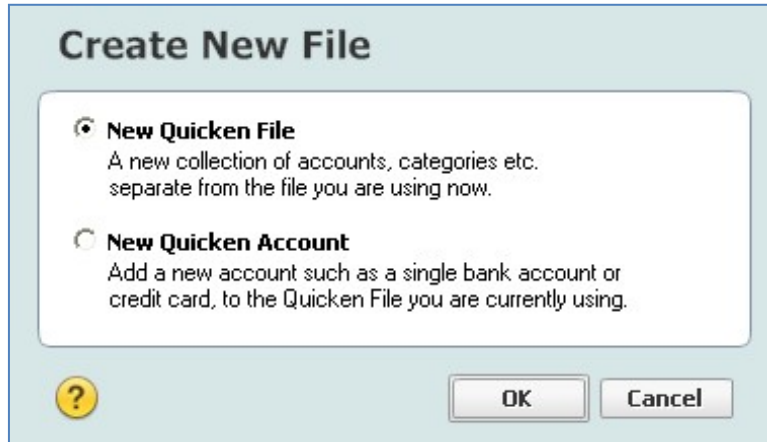 Create New File
New Quicken File
A new collection of accounts, categories etc.
separate from the file you are using now.
New Quicken Account
Add a new account such as a single bank account or
credit card, to the Quicken File you are currently using.
?
OK
Cancel